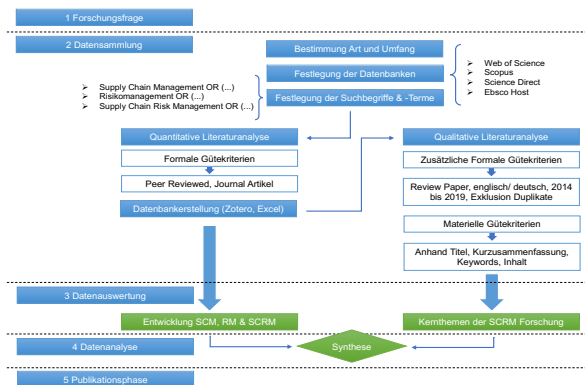 1 Forschungsfrage
2 Datensammlung
Bestimmung Art und Umfang
Festlegung der Datenbanken
Festlegung der Suchbegriffe & -Terme
Web of Science
Scopus
Science Direct
Ebsco Host
Supply Chain Management OR (...)
Risikomanagement OR (...)
Supply Chain Risk Management OR (...)
Quantitative Literaturanalyse
Formale Gütekriterien
Peer Reviewed, Journal Artikel
Datenbankerstellung (Zotero, Excel)
Qualitative Literaturanalyse
Zusätzliche Formale Gütekriterien
Review Paper, englisch/ deutsch, 2014
bis 2019, Exklusion Duplikate
Materielle Gütekriterien
Anhand Titel, Kurzusammenfassung,
Keywords, Inhalt
3 Datenauswertung
Entwicklung SCM, RM & SCRM
Kernthemen der SCRM Forschung
4 Datenanalyse
Synthese
5 Publikationsphase